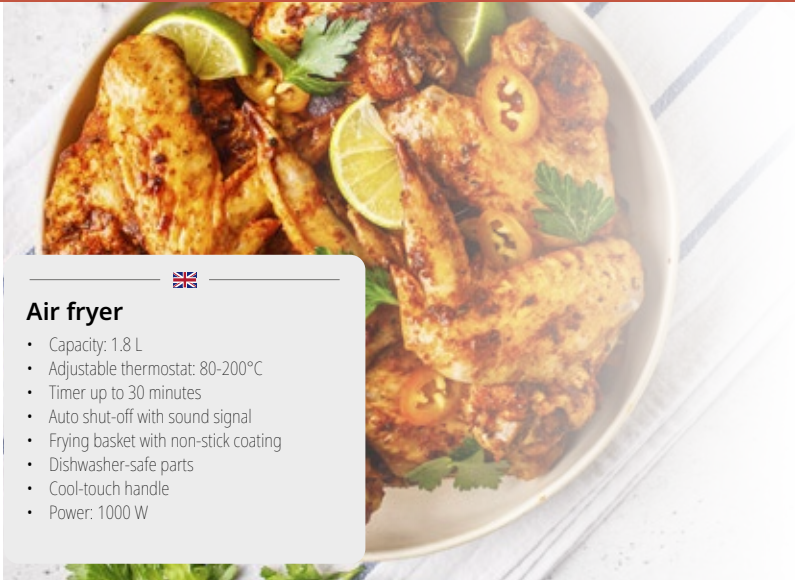 Air fryer
• Capacity: 1.8 L
• Adjustable thermostat: 80-200°C
• Timer up to 30 minutes
• Auto shut-off with sound signal
• Frying basket with non-stick coating
• Dishwasher-safe parts
• Cool-touch handle
• Power: 1000 W